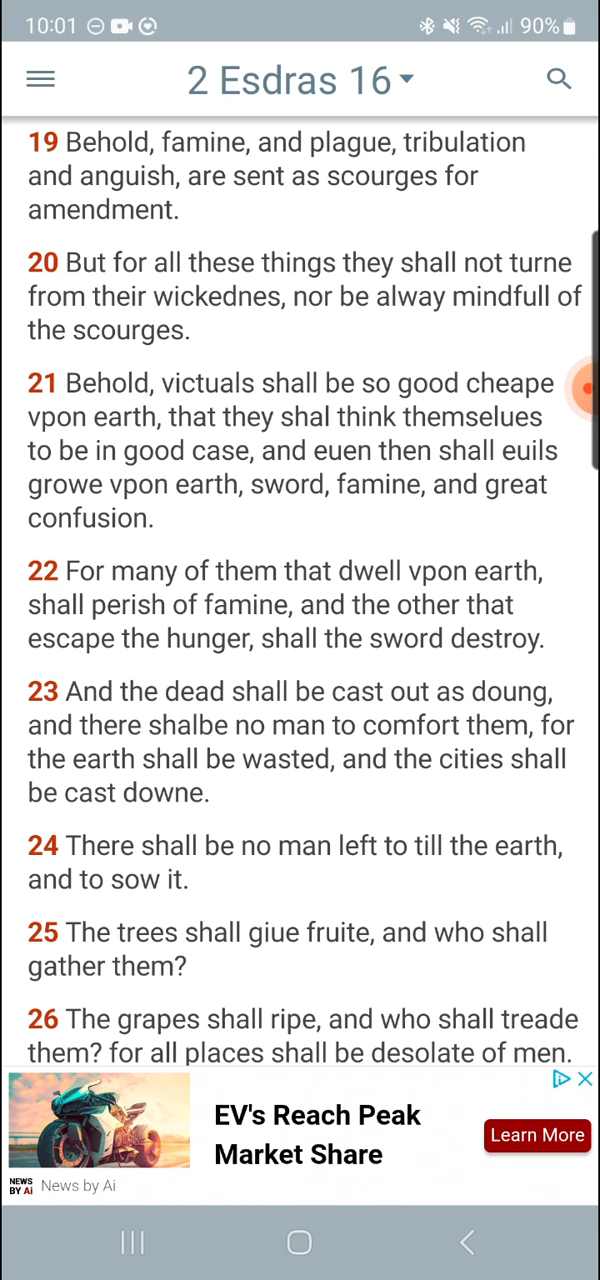 10:01
90%
2 Esdras 16
19 Behold, famine, and plague, tribulation
and anguish, are sent as scourges for
amendment.
20 But for all these things they shall not turne
from their wickednes, nor be alway mindfull of
the scourges.
21 Behold, victuals shall be so good cheape
vpon earth, that they shal think themselues
to be in good case, and euen then shall euils
growe vpon earth, sword, famine, and great
confusion.
22 For many of them that dwell vpon earth,
shall perish of famine, and the other that
escape the hunger, shall the sword destroy.
23 And the dead shall be cast out as doung,
and there shalbe no man to comfort them, for
the earth shall be wasted, and the cities shall
be cast downe.
24 There shall be no man left to till the earth,
and to sow it.
25 The trees shall giue fruite, and who shall
gather them?
26 The grapes shall ripe, and who shall treade
them? for all places shall be desolate of men.
EV's Reach Peak
Market Share
Learn More
NEWS
BY Ai
News by Ai